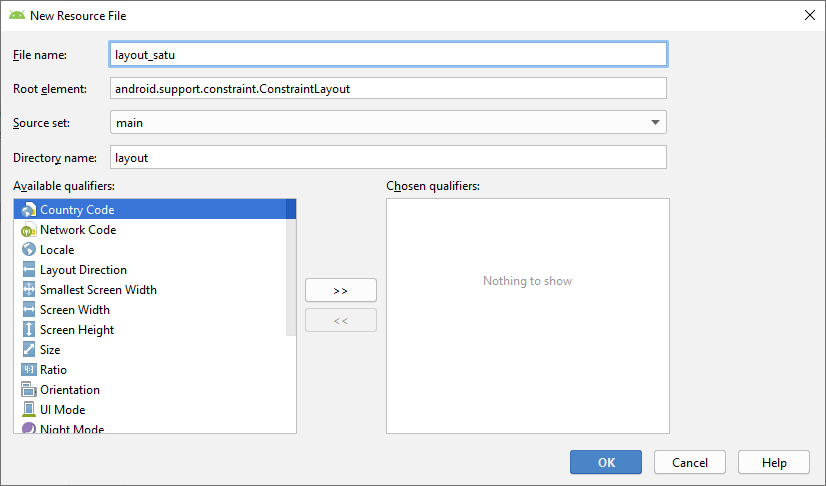 New Resource File
File name: layout_satu
Root element: android.support.constraint.ConstraintLayout
Source set: main
Directory name: layout
Available qualifiers:
Country Code
Network Code
Locale
Layout Direction
Smallest Screen Width
Screen Width
Screen Height
Size
Ratio
Orientation
UI Mode
Night Mode
>>
<<
Chosen qualifiers:
Nothing to show
OK Cancel Help